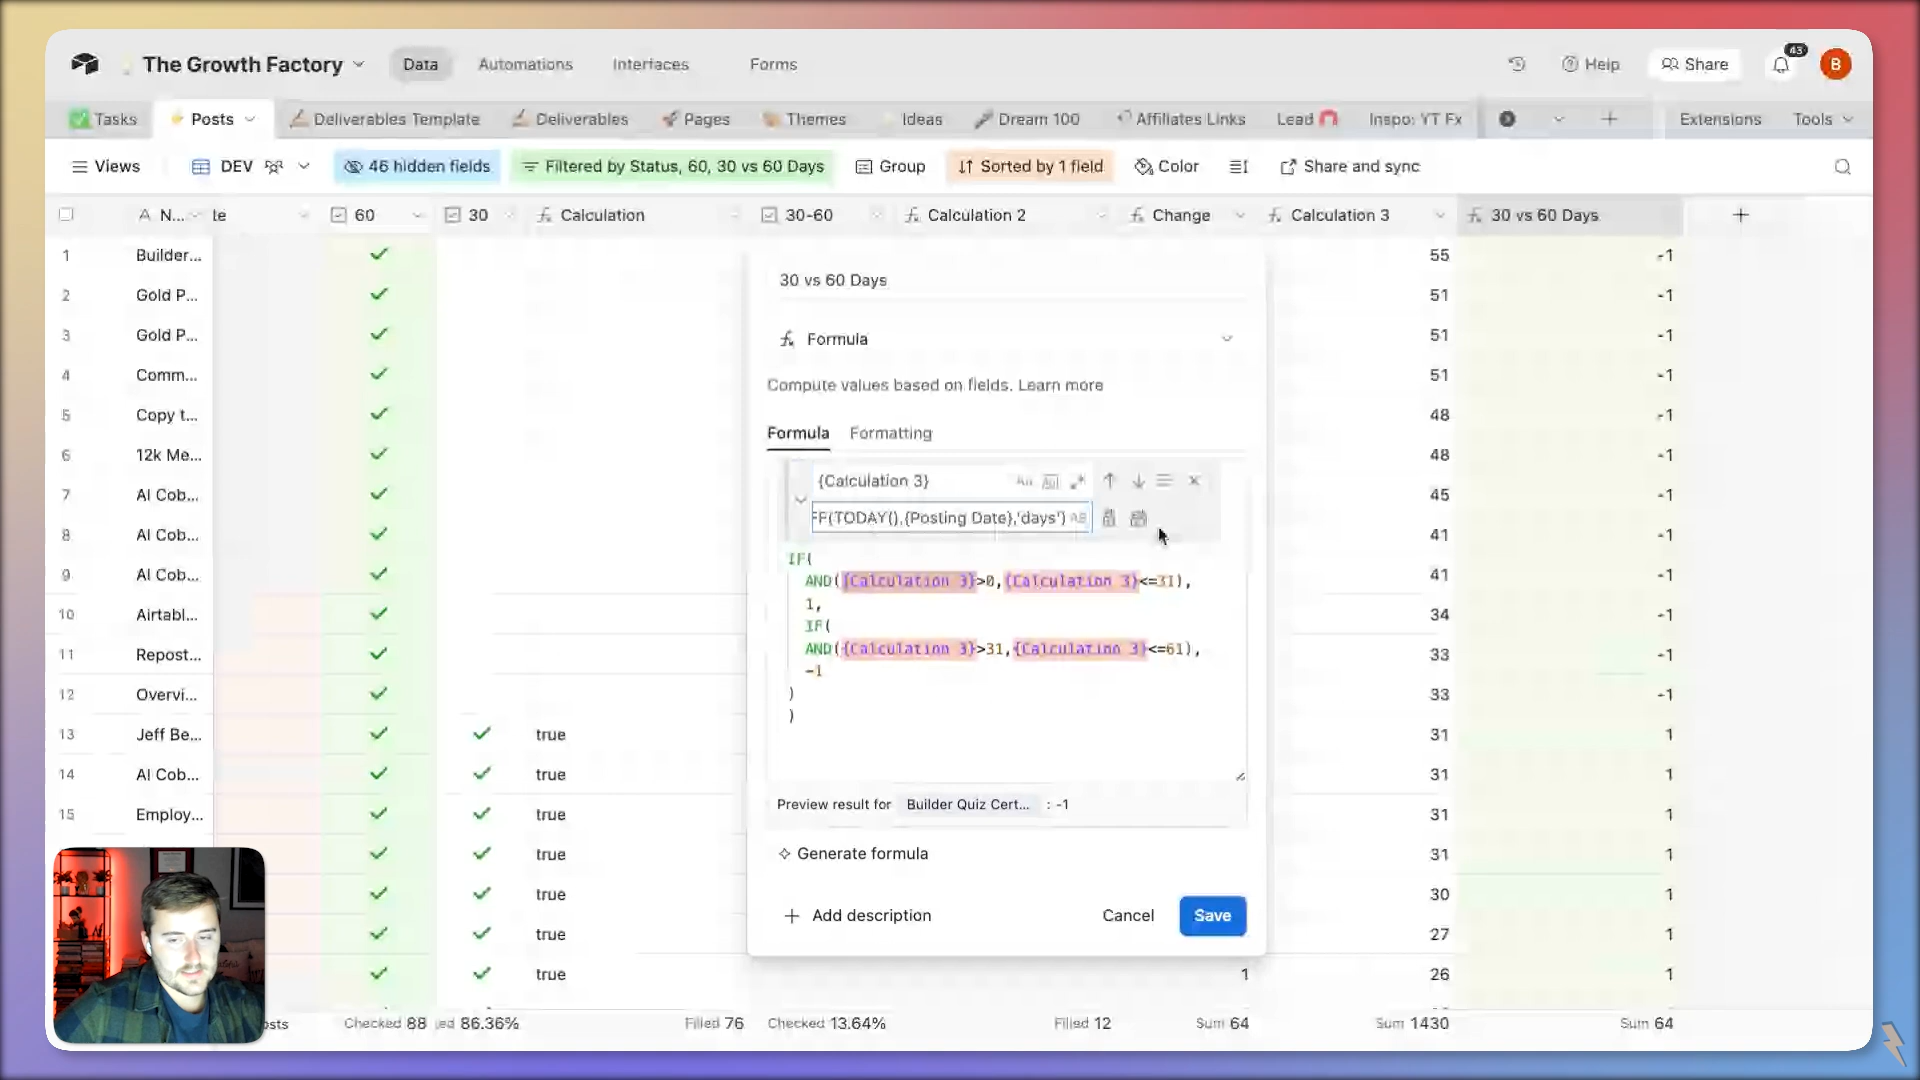 The Growth Factory Data Automations Interfaces Forms Help Share 43 B
Tasks Posts Deliverables Template Deliverables Pages Themes Ideas Dream 100 Affiliates Links Lead Inspo: YT Fx Extensions Tools
Views DEV 46 hidden fields Filtered by Status, 60, 30 vs 60 Days Group Sorted by 1 field Color Share and sync
N... te 60 30 Calculation 30-60 Calculation 2 Change Calculation 3 30 vs 60 Days
1 Builder... 55 -1
2 Gold P... 51 -1
3 Gold P... 51 -1
4 Comm... 51 -1
5 Copy t... 48 -1
6 12k Me... 48 -1
7 AI Cob... 45 -1
8 AI Cob... 41 -1
9 AI Cob... 41 -1
10 Airtabl... 34 -1
11 Repost... 33 -1
12 Overvi... 33 -1
13 Jeff Be... true 31 1
14 AI Cob... true 31 1
15 Employ... true 31 1
true 31 1
true 30 1
true 27 1
true 1 26 1
30 vs 60 Days
Formula
Compute values based on fields. Learn more
Formula Formatting
{Calculation 3}
FF(TODAY(),{Posting Date},'days')
IF(
AND({Calculation 3}>0,{Calculation 3}<=31),
1,
IF(
AND({Calculation 3}>31,{Calculation 3}<=61),
-1
)
)
Preview result for Builder Quiz Cert... : -1
Generate formula
Add description Cancel Save
osts Checked 88 ed 86.36% Filled 76 Checked 13.64% Filled 12 Sum 64 Sum 1430 Sum 64